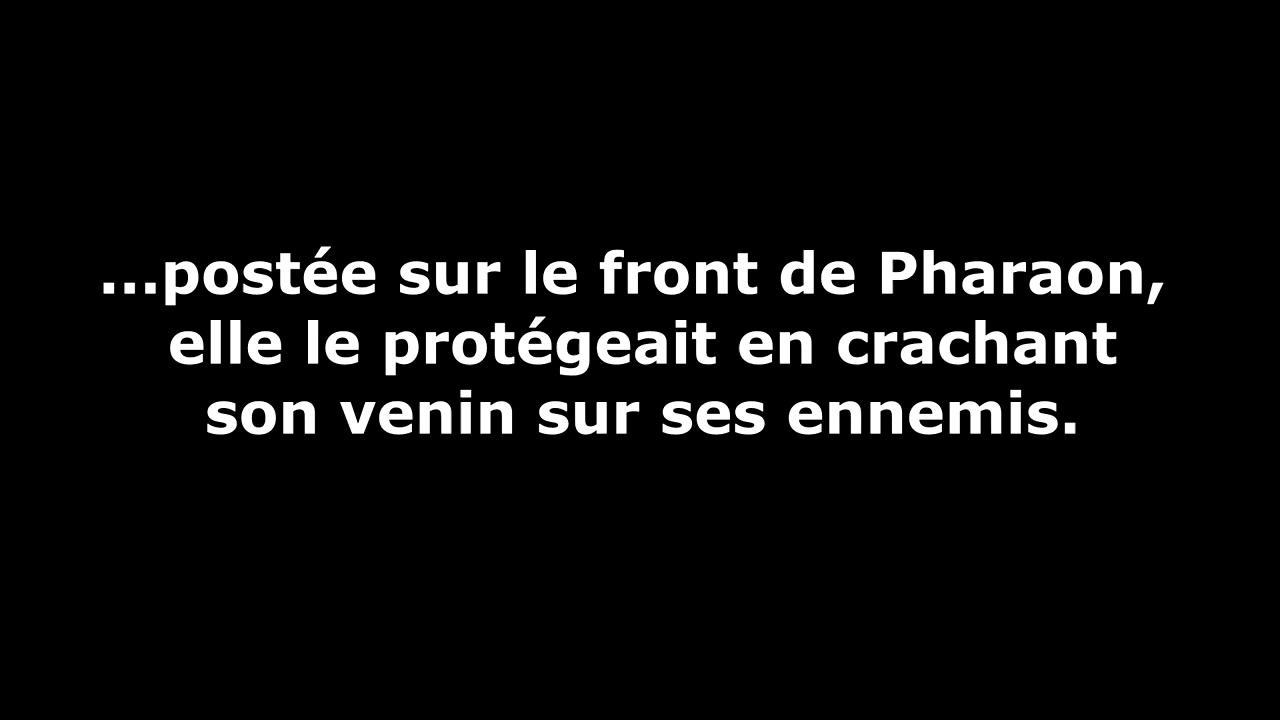 ...postée sur le front de Pharaon,
elle le protégeait en crachant
son venin sur ses ennemis.